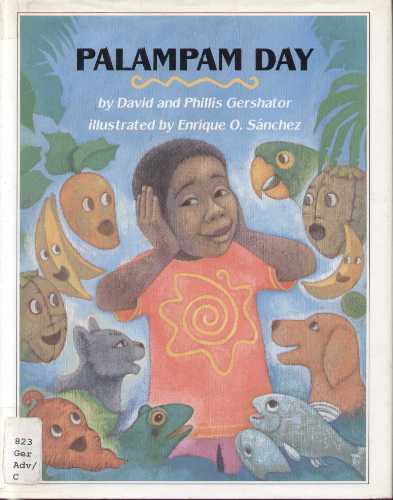 PALAMPAM DAY
by David and Phillis Gershator
illustrated by Enrique O. Sánchez
823
Ger
Adv/
C